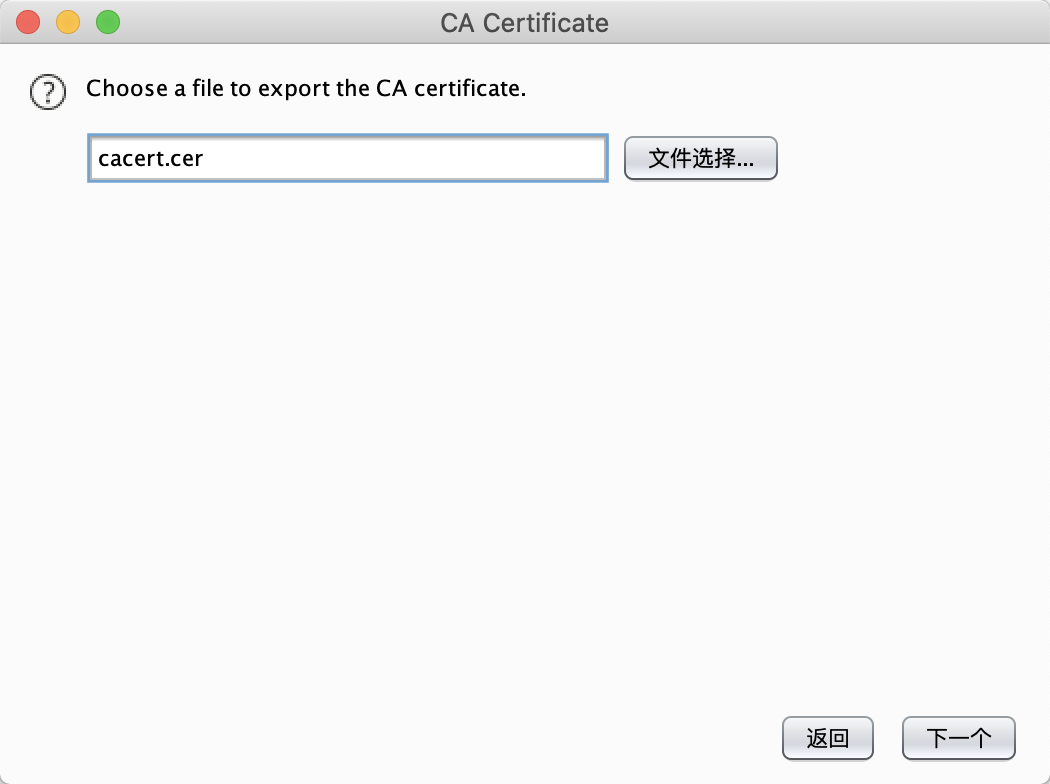 CA Certificate
Choose a file to export the CA certificate.
cacert.cer
文件选择...
返回
下一个